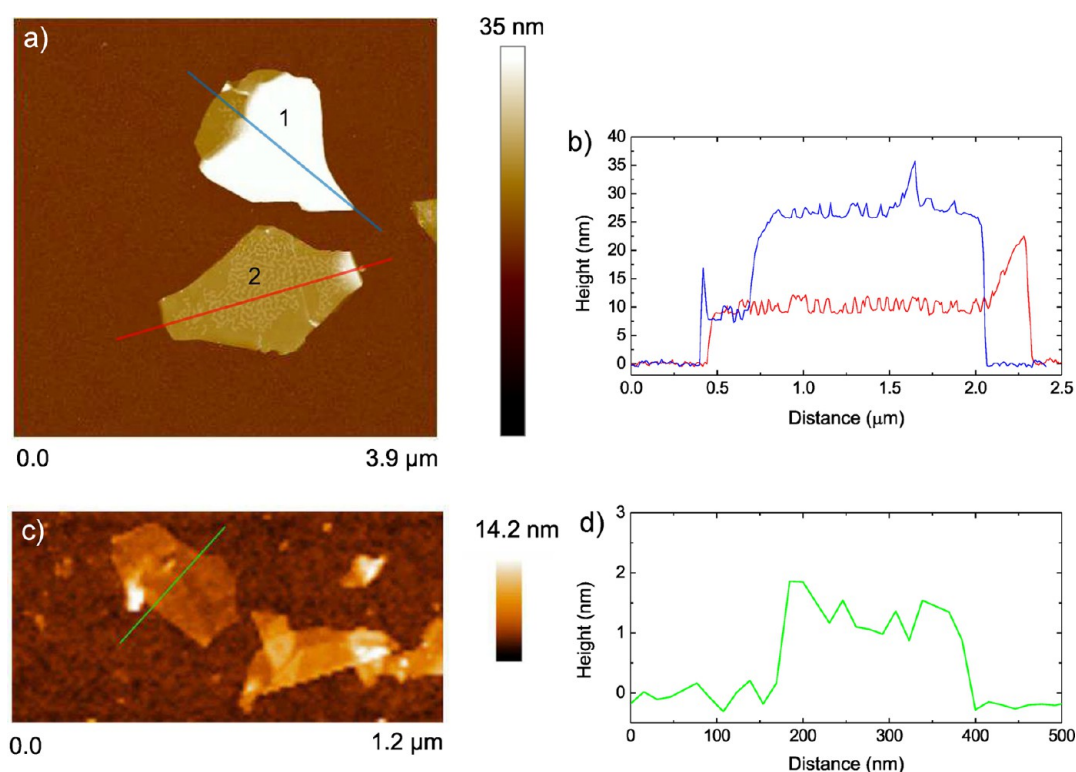 a)
1
2
0.0
3.9 µm
35 nm
b)
Height (nm)
40
35
30
25
20
15
10
5
0
0.0
0.5
1.0
1.5
2.0
2.5
Distance (µm)
c)
0.0
1.2 µm
14.2 nm
d)
Height (nm)
3
2
1
0
0
100
200
300
400
500
Distance (nm)